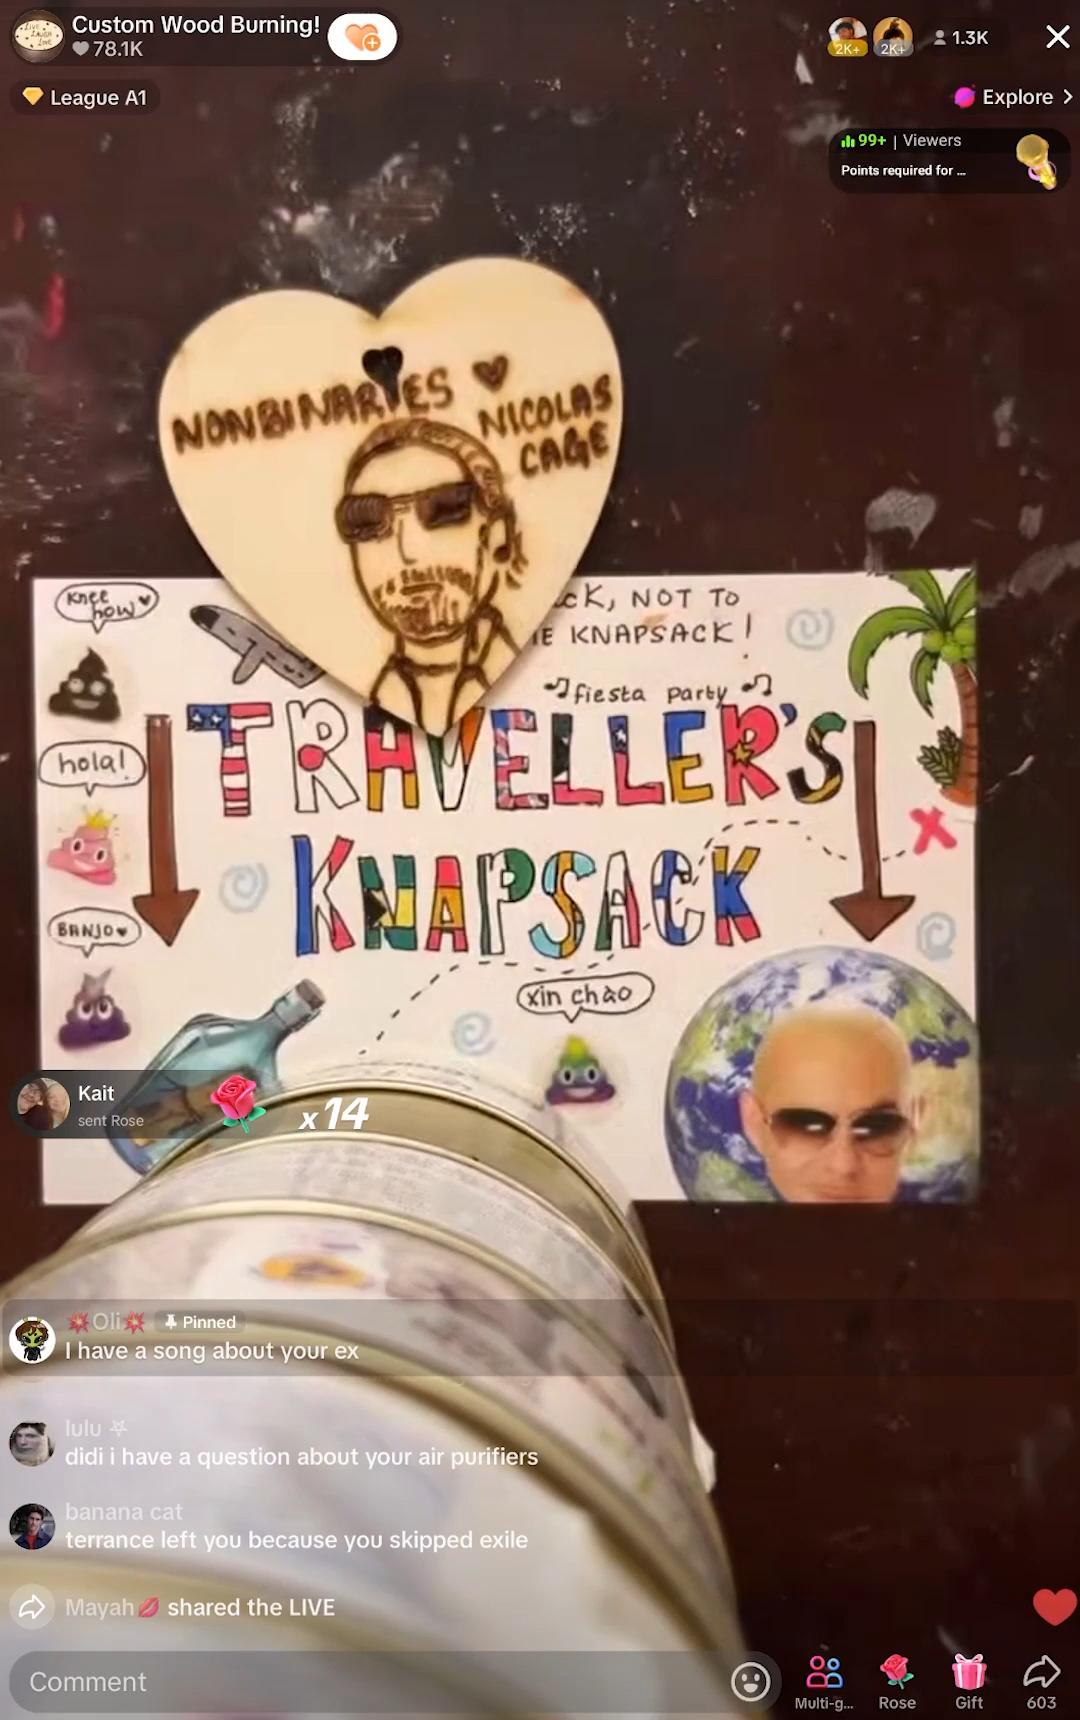 Custom Wood Burning!
78.1K
2K+
2K+
1.3K
League A1
Explore
99+ | Viewers
Points required for ...
NONBINARIES ♥ NICOLAS
CAGE
Knee
how ♥
CK, NOT TO
E KNAPSACK!
fiesta party
TRAVELLER'S
KNAPSACK
hola!
BANJO ♥
xin chào
Kait
sent Rose
x14
💥Oli💥 Pinned
I have a song about your ex
lulu
didi i have a question about your air purifiers
banana cat
terrance left you because you skipped exile
Mayah💋 shared the LIVE
Comment
Multi-g...
Rose
Gift
603